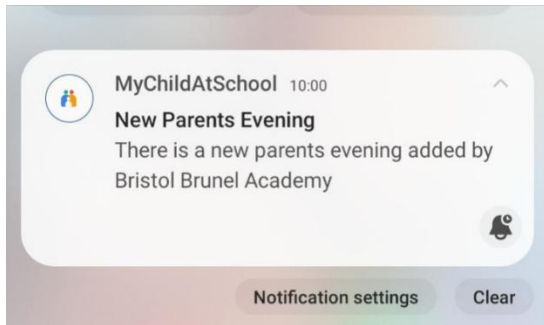 MyChildAtSchool 10:00
New Parents Evening
There is a new parents evening added by
Bristol Brunel Academy
Notification settings
Clear